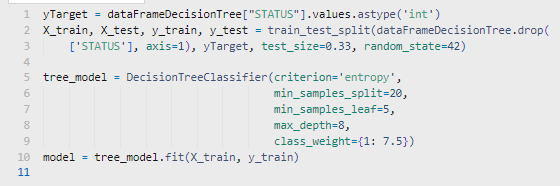 1 yTarget = dataFrameDecisionTree["STATUS"].values.astype('int')
2 X_train, X_test, y_train, y_test = train_test_split(dataFrameDecisionTree.drop(
3 ['STATUS'], axis=1), yTarget, test_size=0.33, random_state=42)
4
5 tree_model = DecisionTreeClassifier(criterion='entropy',
6 min_samples_split=20,
7 min_samples_leaf=5,
8 max_depth=8,
9 class_weight={1: 7.5})
10 model = tree_model.fit(X_train, y_train)
11